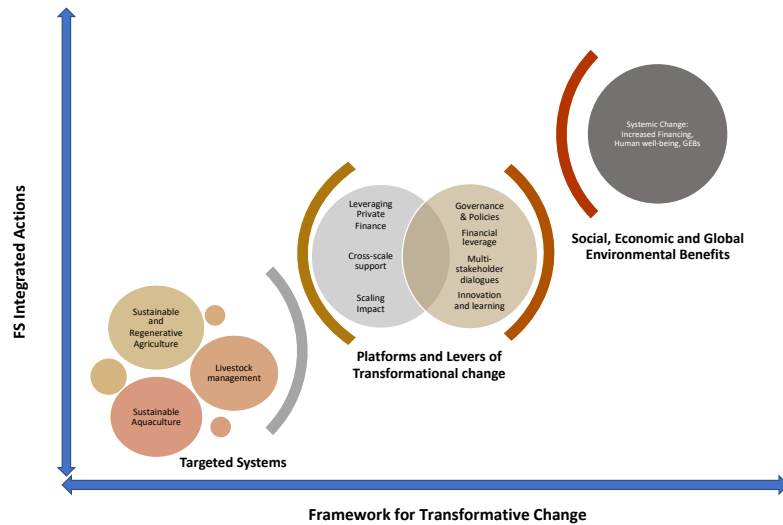 FS Integrated Actions
Systemic Change:
Increased Financing,
Human well-being, GEBs
Social, Economic and Global
Environmental Benefits
Leveraging
Private
Finance
Cross-scale
support
Scaling
Impact
Governance
& Policies
Financial
leverage
Multi-
stakeholder
dialogues
Innovation
and learning
Platforms and Levers of
Transformational change
Sustainable
and
Regenerative
Agriculture
Livestock
management
Sustainable
Aquaculture
Targeted Systems
Framework for Transformative Change